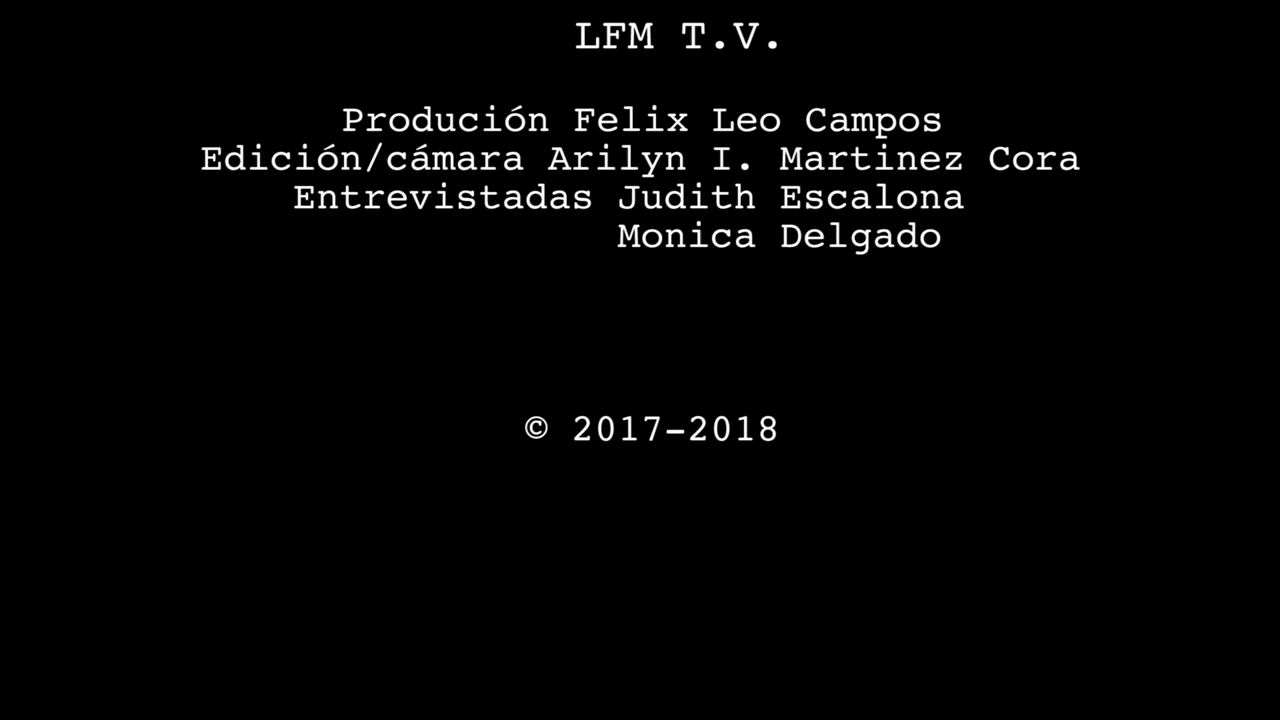 LFM T.V.
Produción Felix Leo Campos
Edición/cámara Arilyn I. Martinez Cora
Entrevistadas Judith Escalona
Monica Delgado
© 2017-2018